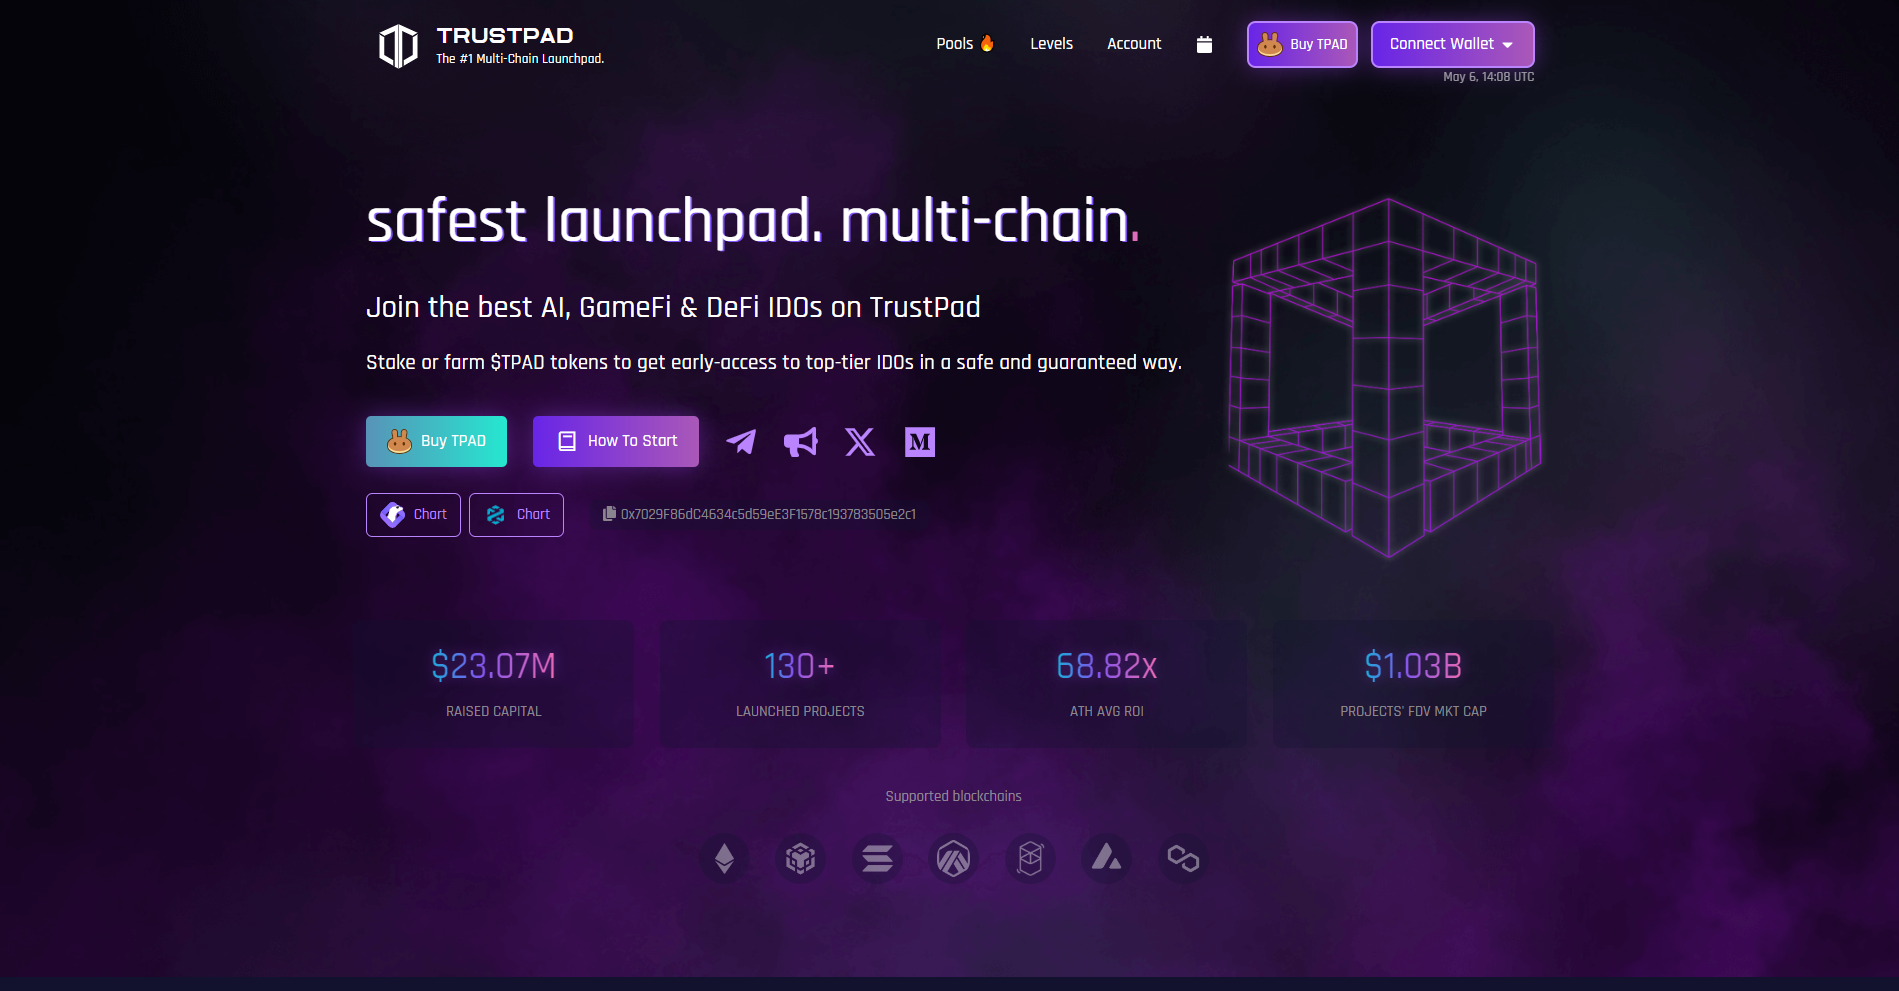 TRUSTPAD
The #1 Multi-Chain Launchpad.
Pools
Levels
Account
Buy TPAD
Connect Wallet
May 6, 14:08 UTC
safest launchpad. multi-chain.
Join the best AI, GameFi & DeFi IDOs on TrustPad
Stake or farm $TPAD tokens to get early-access to top-tier IDOs in a safe and guaranteed way.
Buy TPAD
How To Start
M
Chart
Chart
0x7029F86dC4634c5d59eE3F1578c193783505e2c1
$23.07M
RAISED CAPITAL
130+
LAUNCHED PROJECTS
68.82x
ATH AVG ROI
$1.03B
PROJECTS' FDV MKT CAP
Supported blockchains